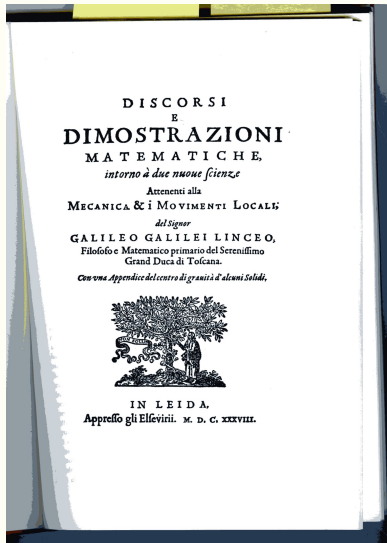 DISCORSI
E
DIMOSTRAZIONI
MATEMATICHE,
intorno à due nuoue ſcienze
Attenenti alla
MECANICA & i MOVIMENTI LOCALI;
del Signor
GALILEO GALILEI LINCEO,
Filoſofo e Matematico primario del Sereniſſimo
Grand Duca di Toſcana.
Con vna Appendice del centro di grauità d'alcuni Solidi.
IN LEIDA,
Appreſſo gli Elſevirii. M. D. C. XXXVIII.